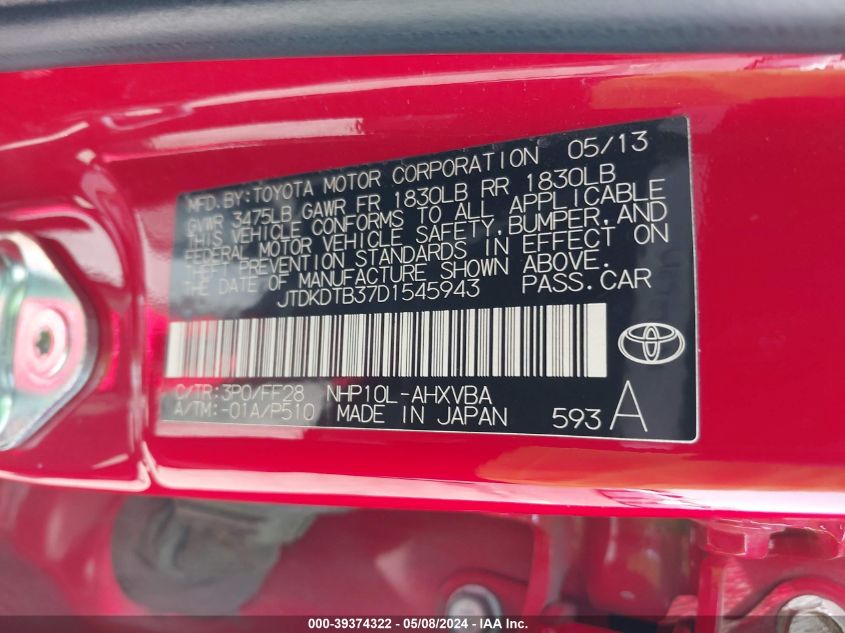 MFD.BY:TOYOTA MOTOR CORPORATION 05/13
GVWR 3475LB GAWR FR 1830LB RR 1830LB
THIS VEHICLE CONFORMS TO ALL APPLICABLE
FEDERAL MOTOR VEHICLE SAFETY,BUMPER,AND
THEFT PREVENTION STANDARDS IN EFFECT ON
THE DATE OF MANUFACTURE SHOWN ABOVE.
JTDKDTB37D1545943 PASS.CAR
C/TR:3P0/FF28 NHP10L-AHXVBA
A/TM:-01A/P510 MADE IN JAPAN 593 A
000-39374322 - 05/08/2024 - IAA Inc.